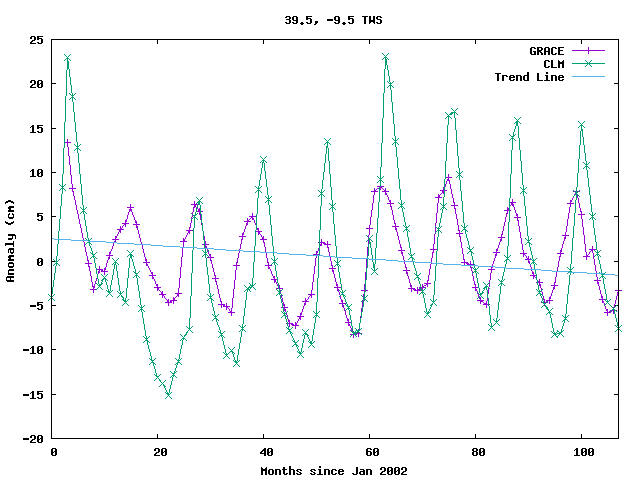 39.5, -9.5 TWS
GRACE
CLM
Trend Line
25
20
15
10
5
0
-5
-10
-15
-20
Anomaly (cm)
0 20 40 60 80 100
Months since Jan 2002